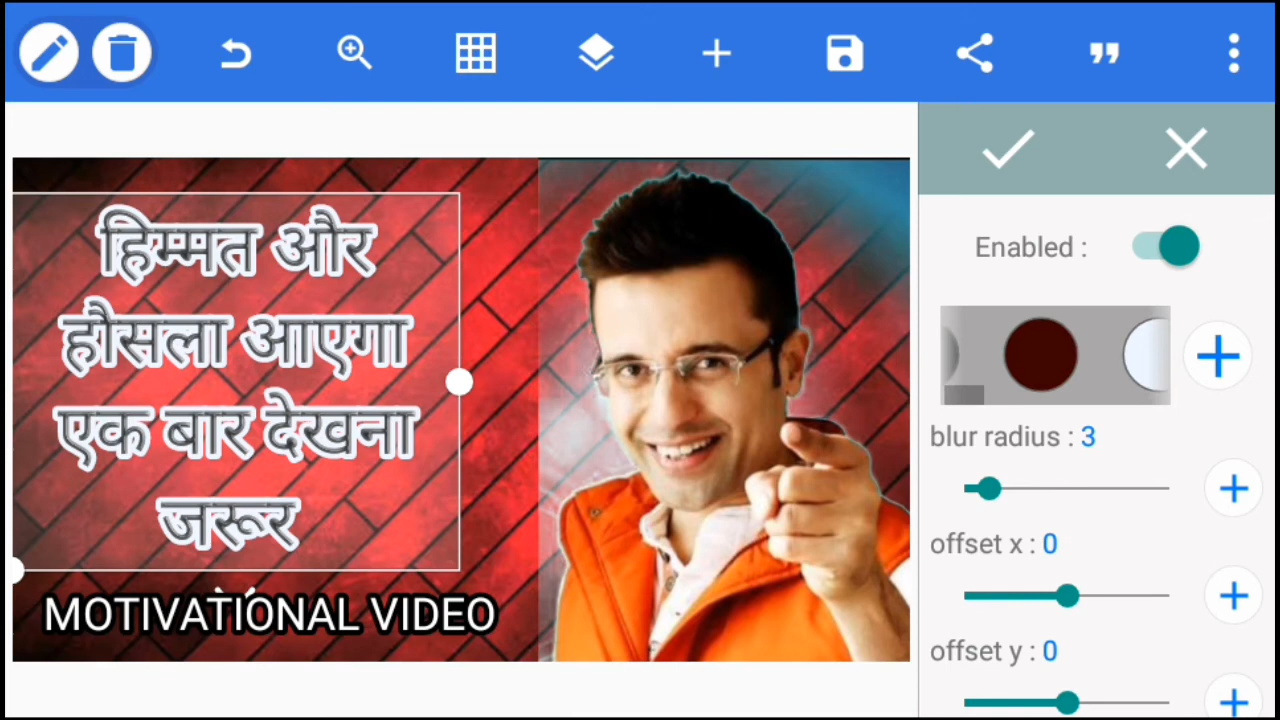 हिम्मत और
हौसला आएगा
एक बार देखना
जरूर
MOTIVATIONAL VIDEO
Enabled :
blur radius : 3
offset x : 0
offset y : 0